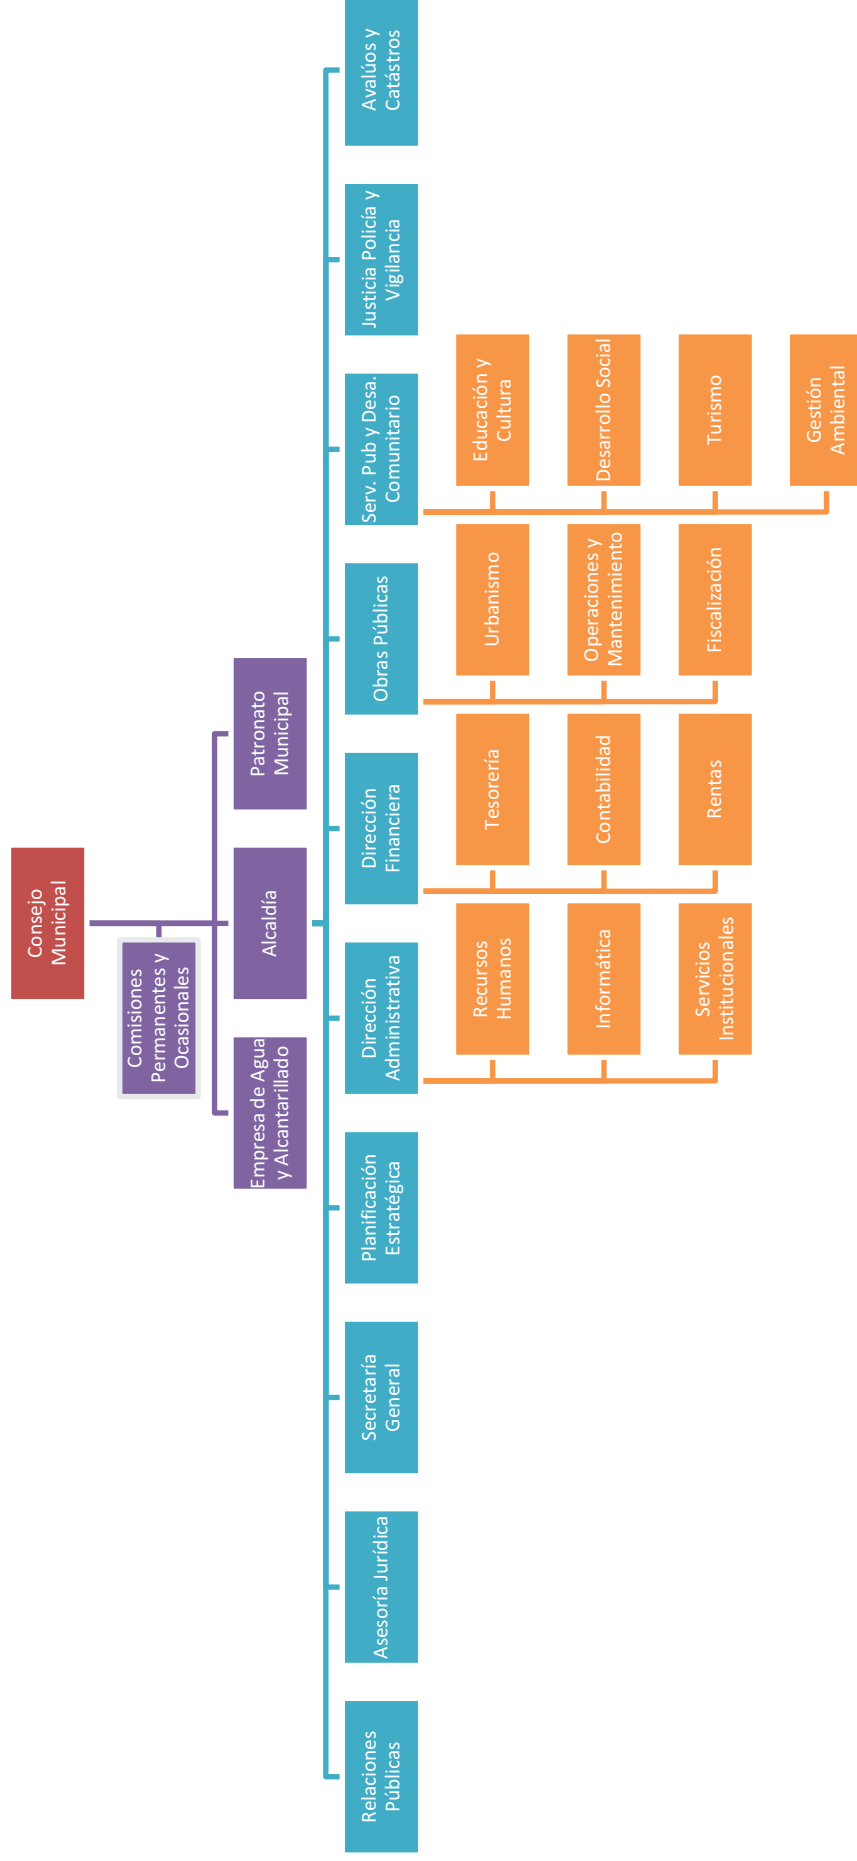 Consejo
Municipal
Comisiones
Permanentes y
Ocasionales
Empresa de Agua
y Alcantarillado
Alcaldía
Patronato
Municipal
Relaciones
Públicas
Asesoría Jurídica
Secretaría
General
Planificación
Estratégica
Dirección
Administrativa
Recursos
Humanos
Informática
Servicios
Institucionales
Dirección
Financiera
Tesorería
Contabilidad
Rentas
Obras Públicas
Urbanismo
Operaciones y
Mantenimiento
Fiscalización
Serv. Pub y Desa.
Comunitario
Educación y
Cultura
Desarrollo Social
Turismo
Gestión
Ambiental
Justicia Policía y
Vigilancia
Avalúos y
Catástros